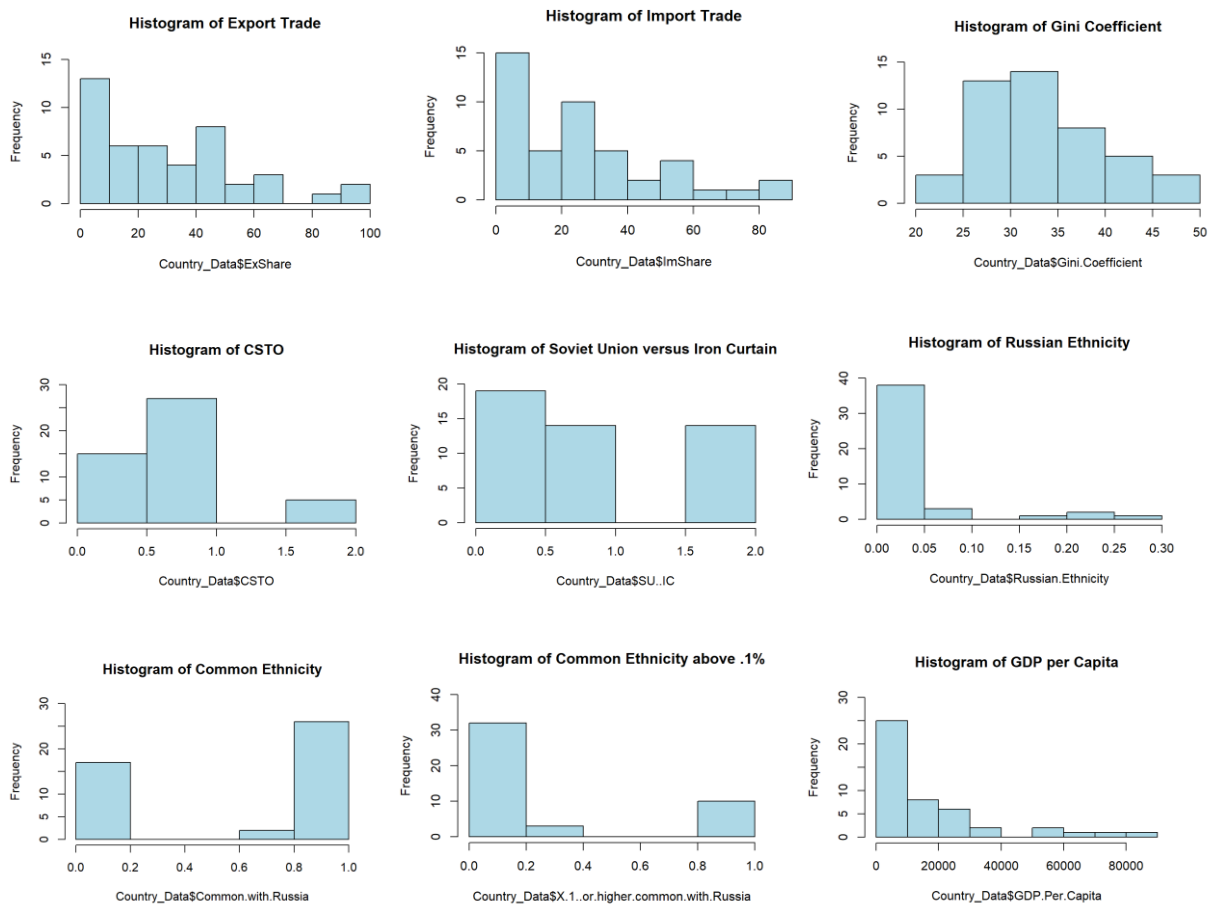 Histogram of Export Trade
Frequency
15
10
5
0
0 20 40 60 80 100
Country_Data$ExShare
Histogram of Import Trade
Frequency
15
10
5
0
0 20 40 60 80
Country_Data$ImShare
Histogram of Gini Coefficient
Frequency
15
10
5
0
20 25 30 35 40 45 50
Country_Data$Gini.Coefficient
Histogram of CSTO
Frequency
30
20
10
5
0
0.0 0.5 1.0 1.5 2.0
Country_Data$CSTO
Histogram of Soviet Union versus Iron Curtain
Frequency
20
15
10
5
0
0.0 0.5 1.0 1.5 2.0
Country_Data$SU..IC
Histogram of Russian Ethnicity
Frequency
40
30
20
10
0
0.00 0.05 0.10 0.15 0.20 0.25 0.30
Country_Data$Russian.Ethnicity
Histogram of Common Ethnicity
Frequency
30
20
10
5
0
0.0 0.2 0.4 0.6 0.8 1.0
Country_Data$Common.with.Russia
Histogram of Common Ethnicity above .1%
Frequency
40
30
20
10
0
0.0 0.2 0.4 0.6 0.8 1.0
Country_Data$X.1..or.higher.common.with.Russia
Histogram of GDP per Capita
Frequency
30
20
10
5
0
0 20000 40000 60000 80000
Country_Data$GDP.Per.Capita